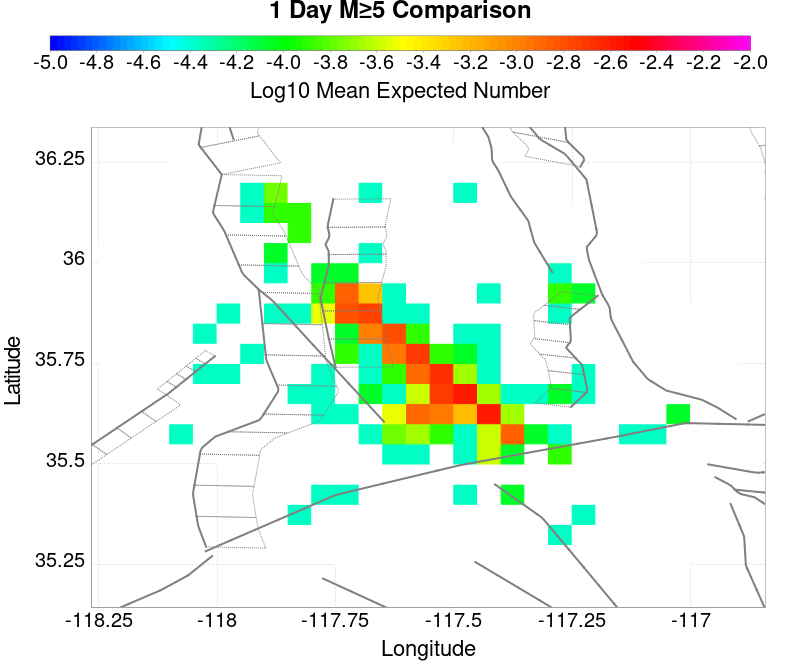 1 Day M≥5 Comparison
-5.0 -4.8 -4.6 -4.4 -4.2 -4.0 -3.8 -3.6 -3.4 -3.2 -3.0 -2.8 -2.6 -2.4 -2.2 -2.0
Log10 Mean Expected Number
36.25
36
35.75
35.5
35.25
Latitude
-118.25 -118 -117.75 -117.5 -117.25 -117
Longitude